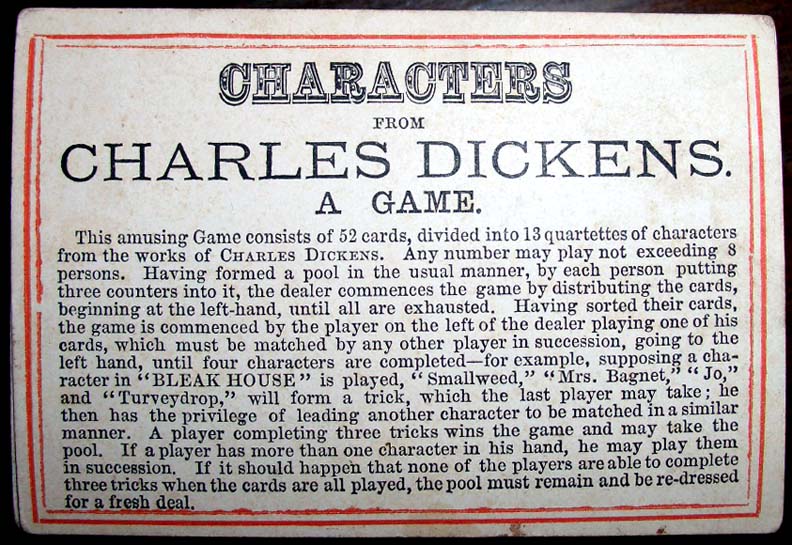 CHARACTERS
FROM
CHARLES DICKENS.
A GAME.
This amusing Game consists of 52 cards, divided into 13 quartettes of characters
from the works of CHARLES DICKENS. Any number may play not exceeding 8
persons. Having formed a pool in the usual manner, by each person putting
three counters into it, the dealer commences the game by distributing the cards,
beginning at the left-hand, until all are exhausted. Having sorted their cards,
the game is commenced by the player on the left of the dealer playing one of his
cards, which must be matched by any other player in succession, going to the
left hand, until four characters are completed—for example, supposing a cha-
racter in "BLEAK HOUSE" is played, "Smallweed," "Mrs. Bagnet," "Jo,"
and "Turveydrop," will form a trick, which the last player may take; he
then has the privilege of leading another character to be matched in a similar
manner. A player completing three tricks wins the game and may take the
pool. If a player has more than one character in his hand, he may play them
in succession. If it should happen that none of the players are able to complete
three tricks when the cards are all played, the pool must remain and be re-dressed
for a fresh deal.